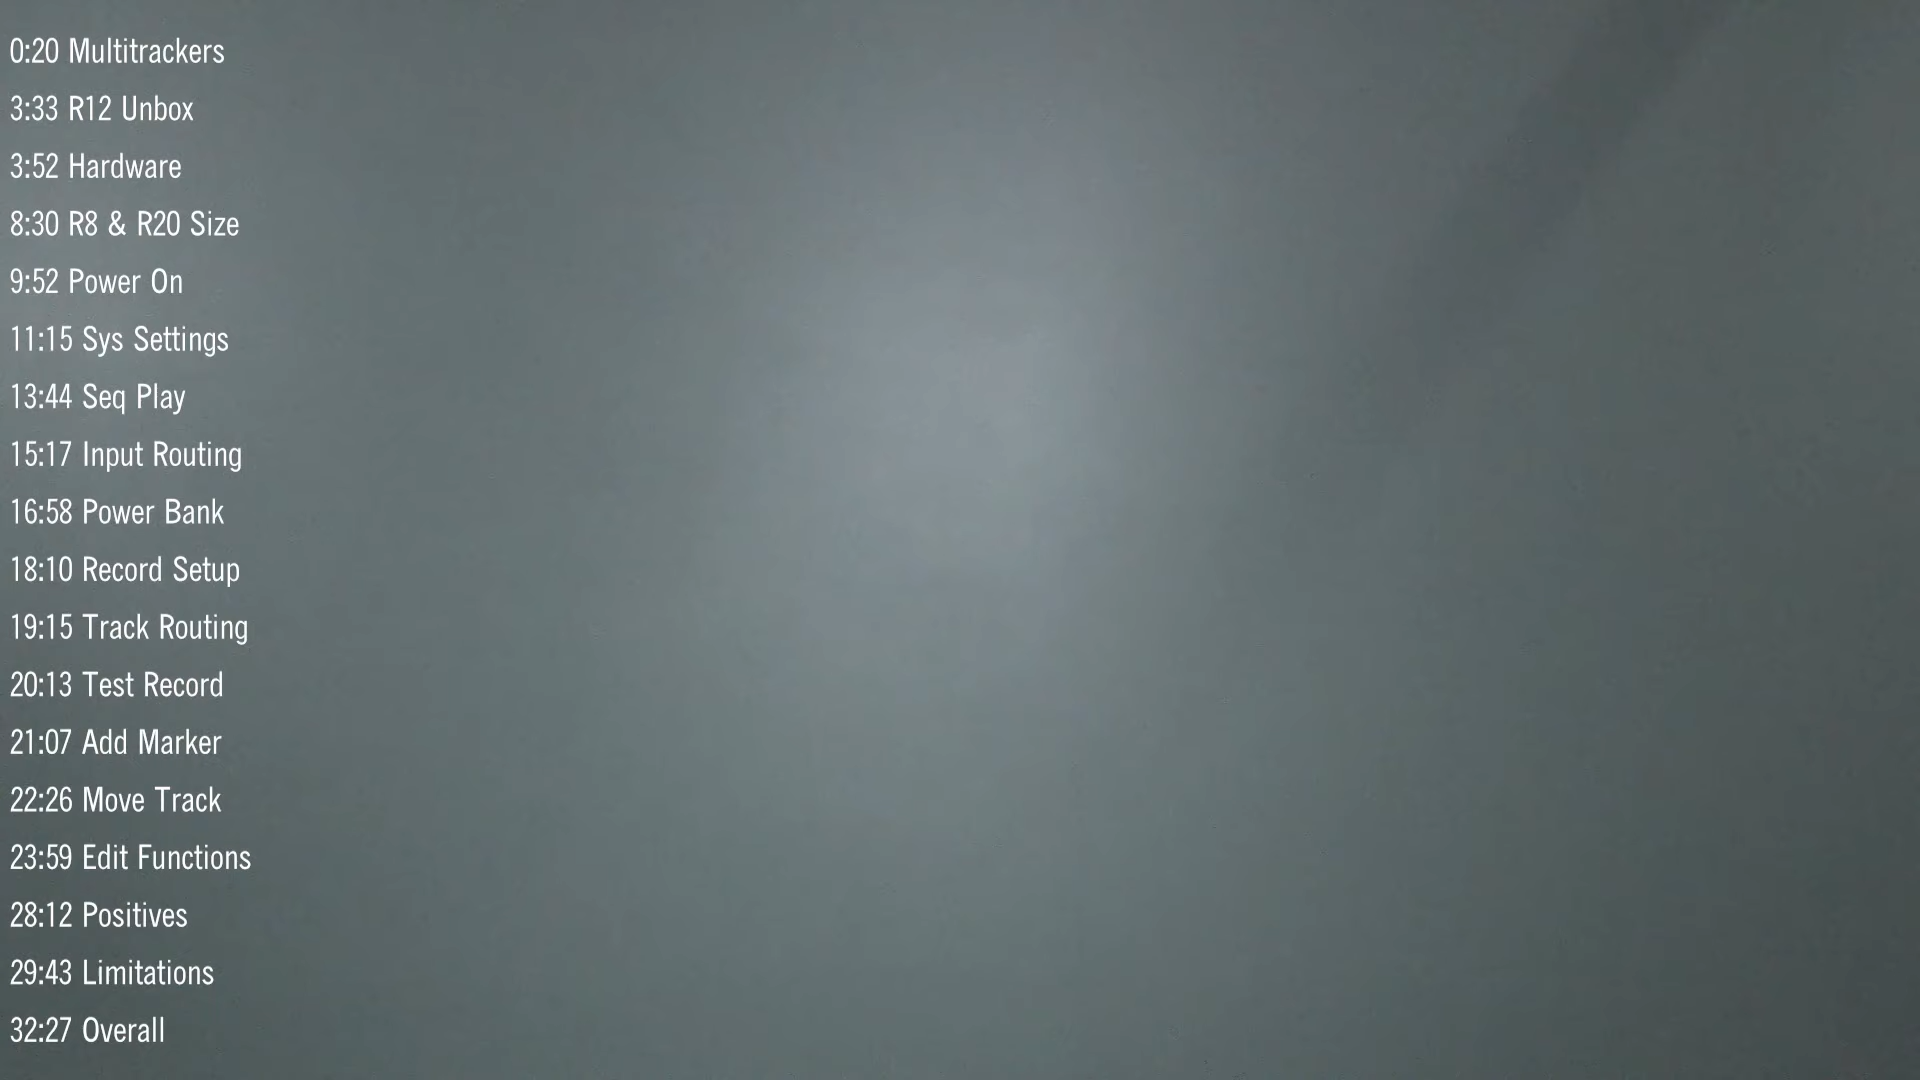 0:20 Multitrackers
3:33 R12 Unbox
3:52 Hardware
8:30 R8 & R20 Size
9:52 Power On
11:15 Sys Settings
13:44 Seq Play
15:17 Input Routing
16:58 Power Bank
18:10 Record Setup
19:15 Track Routing
20:13 Test Record
21:07 Add Marker
22:26 Move Track
23:59 Edit Functions
28:12 Positives
29:43 Limitations
32:27 Overall